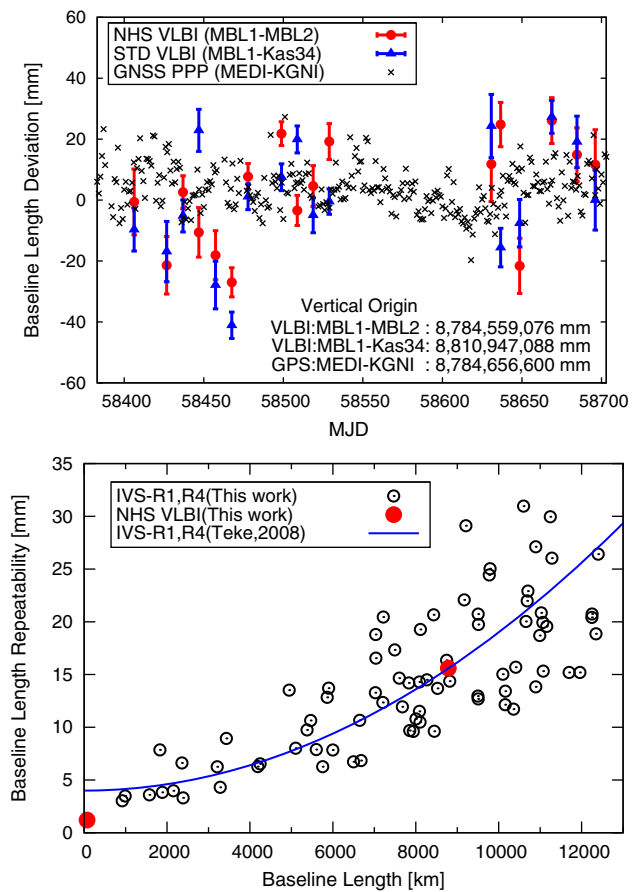 NHS VLBI (MBL1-MBL2)
STD VLBI (MBL1-Kas34)
GNSS PPP (MEDI-KGNI)
60
40
20
0
-20
-40
-60
Baseline Length Deviation [mm]
Vertical Origin
VLBI:MBL1-MBL2 : 8,784,559,076 mm
VLBI:MBL1-Kas34: 8,810,947,088 mm
GPS:MEDI-KGNI : 8,784,656,600 mm
58400 58450 58500 58550 58600 58650 58700
MJD
IVS-R1,R4(This work)
NHS VLBI(This work)
IVS-R1,R4(Teke,2008)
35
30
25
20
15
10
5
0
Baseline Length Repeatability [mm]
0 2000 4000 6000 8000 10000 12000
Baseline Length [km]